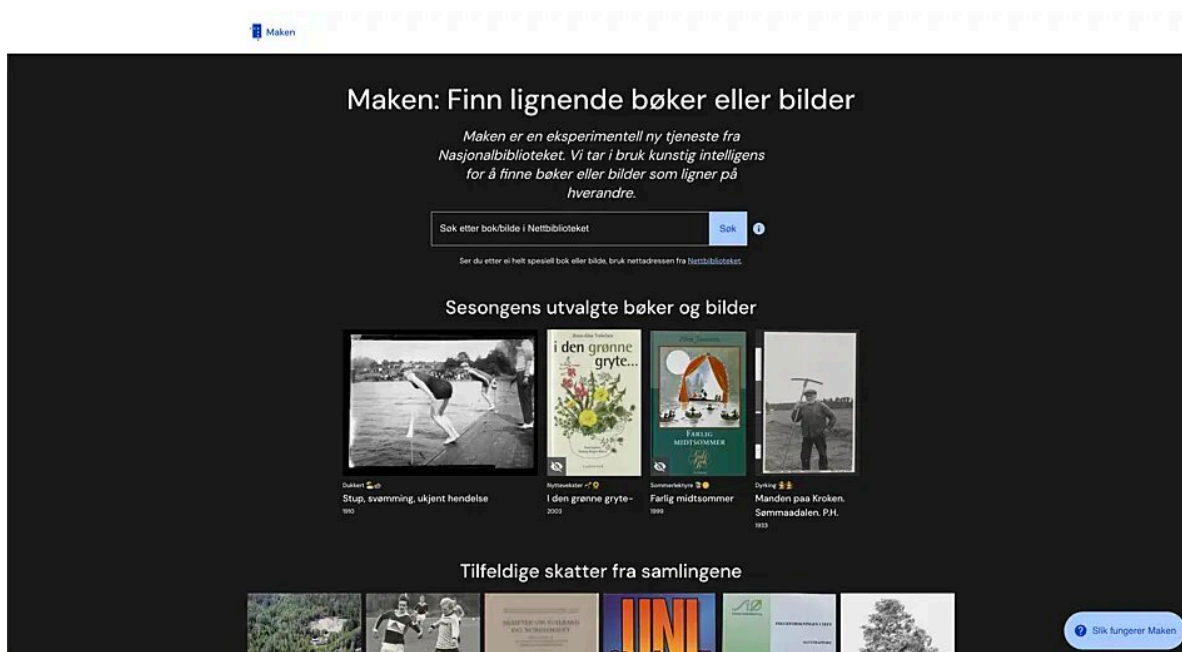 Maken
Maken: Finn lignende bøker eller bilder
Maken er en eksperimentell ny tjeneste fra
Nasjonalbiblioteket. Vi tar i bruk kunstig intelligens
for å finne bøker eller bilder som ligner på
hverandre.
Søk etter bok/bilde i Nettbiblioteket
Søk
Ser du etter ei helt spesiell bok eller bilde, bruk nettadressen fra Nettbiblioteket.
Sesongens utvalgte bøker og bilder
i den grønne
gryte...
FARLIG
MIDTSOMMER
Dukkert
Stup, svømming, ukjent hendelse
1910
Nyttevekster
I den grønne gryte-
2003
Sommerlektyre
Farlig midtsommer
1999
Dyrking
Manden paa Kroken.
Sømmaadalen. P.H.
1933
Tilfeldige skatter fra samlingene
UNI
Slik fungerer Maken